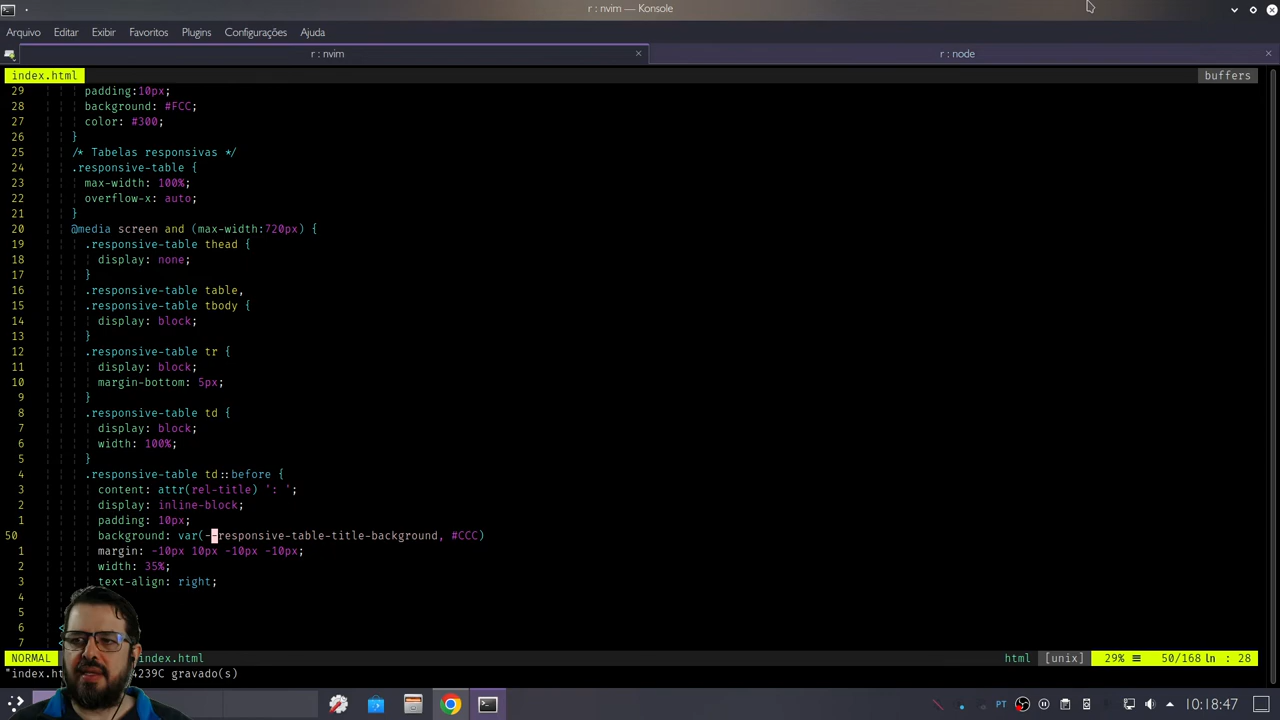 r : nvim — Konsole
Arquivo Editar Exibir Favoritos Plugins Configurações Ajuda
r : nvim r : node
index.html buffers
29 padding:10px;
28 background: #FCC;
27 color: #300;
26 }
25 /* Tabelas responsivas */
24 .responsive-table {
23 max-width: 100%;
22 overflow-x: auto;
21 }
20 @media screen and (max-width:720px) {
19 .responsive-table thead {
18 display: none;
17 }
16 .responsive-table table,
15 .responsive-table tbody {
14 display: block;
13 }
12 .responsive-table tr {
11 display: block;
10 margin-bottom: 5px;
9 }
8 .responsive-table td {
7 display: block;
6 width: 100%;
5 }
4 .responsive-table td::before {
3 content: attr(rel-title) ': ';
2 display: inline-block;
1 padding: 10px;
50 background: var(--responsive-table-title-background, #CCC)
1 margin: -10px 10px -10px -10px;
2 width: 35%;
3 text-align: right;
4
5
6 <
7 <
NORMAL index.html html [unix] 29% 50/168 ln : 28
"index.ht 4239C gravado(s)
PT 10:18:47